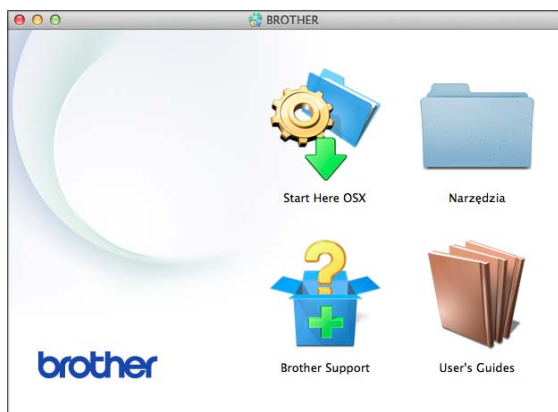 BROTHER
Start Here OSX
Narzędzia
Brother Support
User's Guides
brother